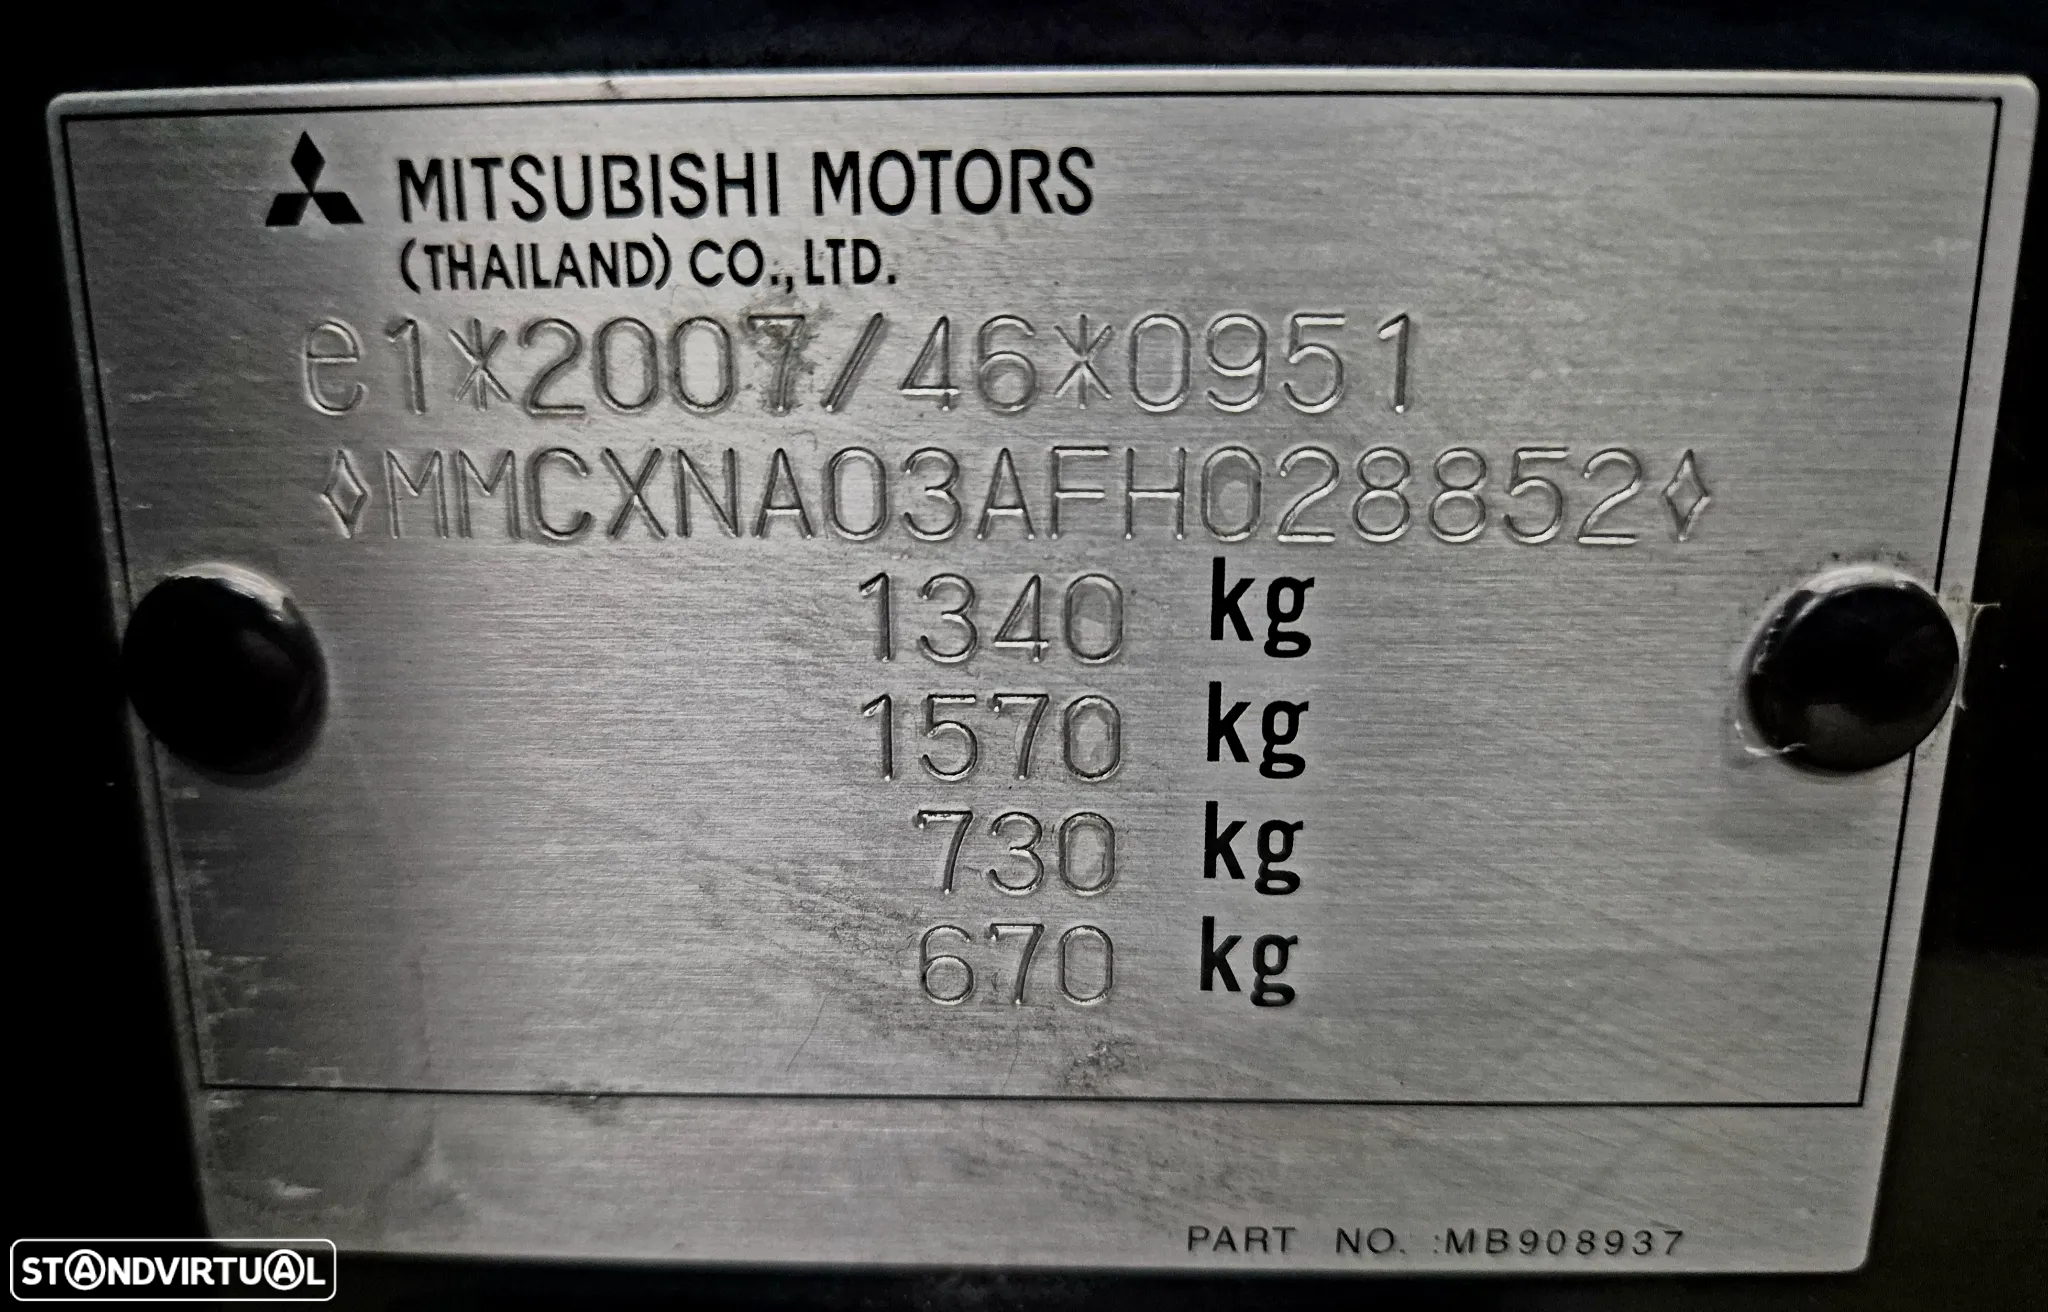 MITSUBISHI MOTORS
(THAILAND) CO.,LTD.
e1*2007/46*0951
◊MMCXNA03AFH028852◊
1340 kg
1570 kg
730 kg
670 kg
PART NO. :MB908937
STANDVIRTUAL